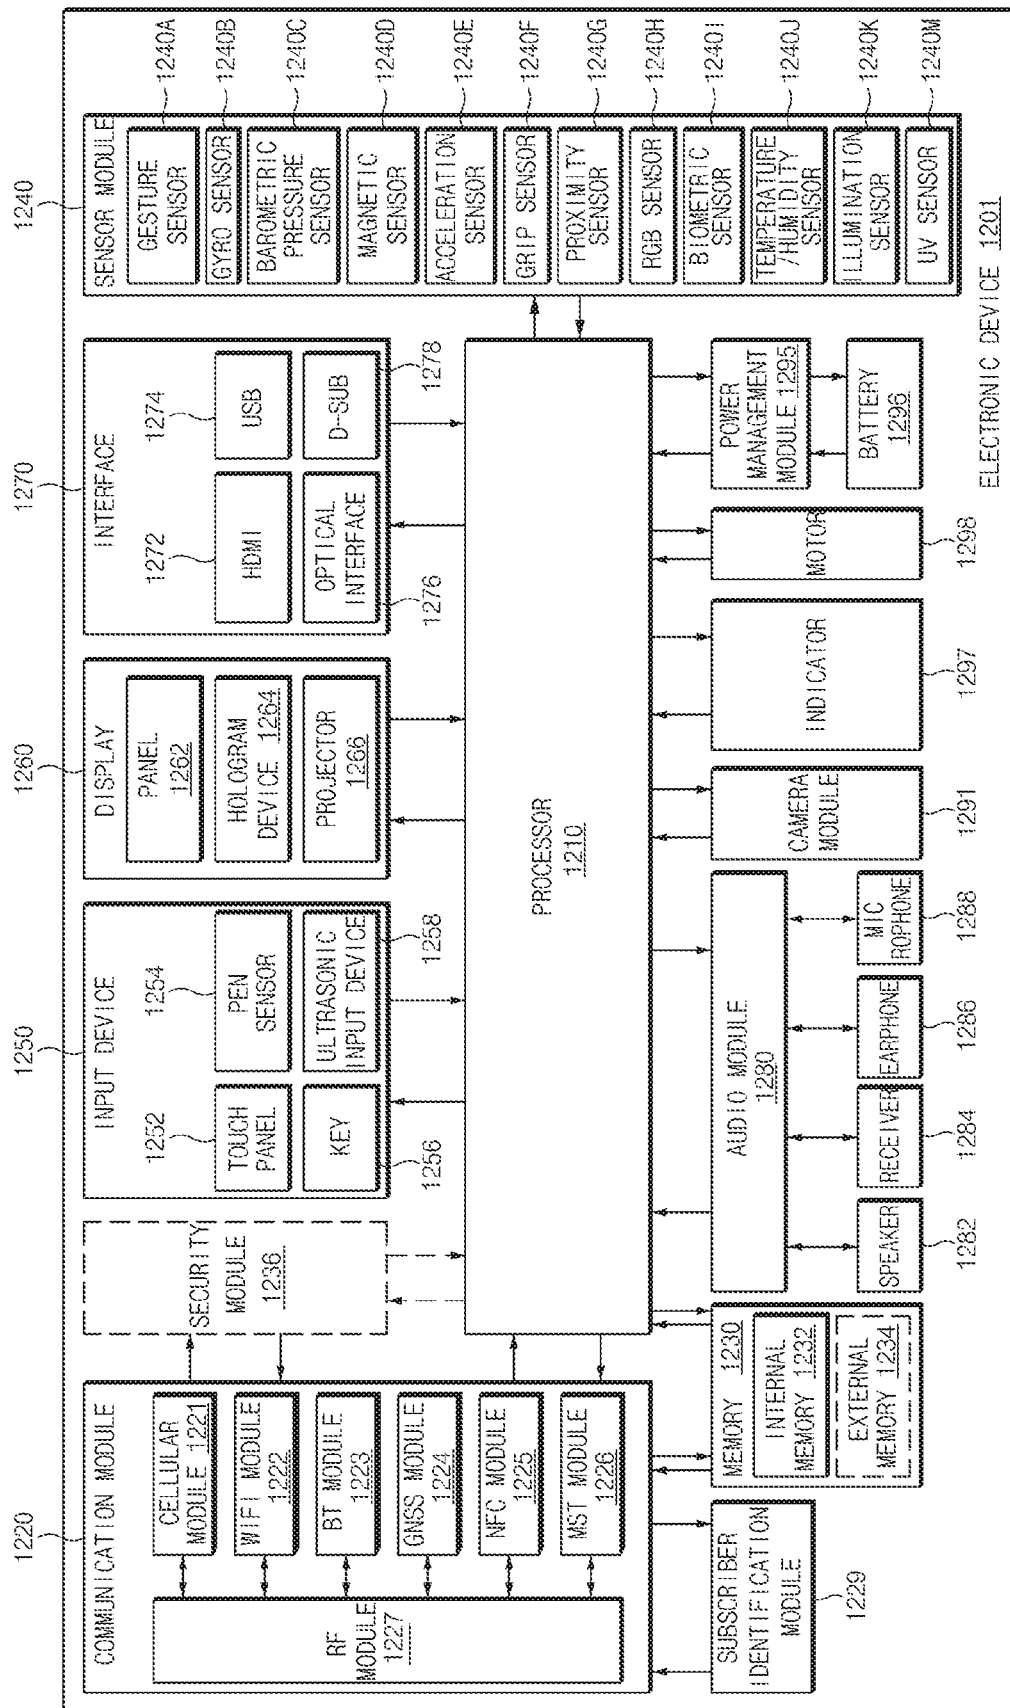 1220
COMMUNICATION MODULE
RF
MODULE
1227
CELLULAR
MODULE 1221
WIFI MODULE
1222
BT MODULE
1223
GNSS MODULE
1224
NFC MODULE
1225
MST MODULE
1226
SECURITY
MODULE
1236
1250
INPUT DEVICE
1252
TOUCH
PANEL
1254
PEN
SENSOR
KEY
1256
ULTRASONIC
INPUT DEVICE
1258
1260
DISPLAY
PANEL
1262
HOLOGRAM
DEVICE 1264
PROJECTOR
1266
1270
INTERFACE
1272
HDMI
1274
USB
OPTICAL
INTERFACE
1276
D-SUB
1278
1240
SENSOR MODULE
GESTURE
SENSOR
1240A
GYRO SENSOR
1240B
BAROMETRIC
PRESSURE
SENSOR
1240C
MAGNETIC
SENSOR
1240D
ACCELERATION
SENSOR
1240E
GRIP SENSOR
1240F
PROXIMITY
SENSOR
1240G
RGB SENSOR
1240H
BIOMETRIC
SENSOR
1240I
TEMPERATURE
/HUMIDITY
SENSOR
1240J
ILLUMINATION
SENSOR
1240K
UV SENSOR
1240M
PROCESSOR
1210
SUBSCRIBER
IDENTIFICATION
MODULE
1229
MEMORY 1230
INTERNAL
MEMORY 1232
EXTERNAL
MEMORY 1234
AUDIO MODULE
1280
SPEAKER
1282
RECEIVER
1284
EARPHONE
1286
MIC
ROPHONE
1288
CAMERA
MODULE
1291
INDICATOR
1297
MOTOR
1298
POWER
MANAGEMENT
MODULE 1295
BATTERY
1296
ELECTRONIC DEVICE 1201